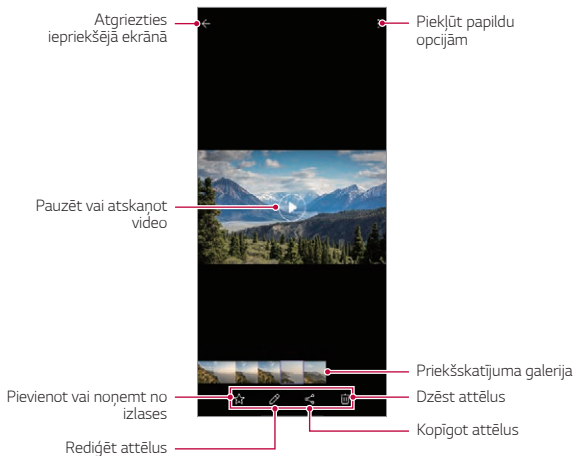 Atgriezties
iepriekšējā ekrānā
Piekļūt papildu
opcijām
Pauzēt vai atskaņot
video
Priekšskatījuma galerija
Pievienot vai noņemt no
izlases
Dzēst attēlus
Kopīgot attēlus
Rediģēt attēlus